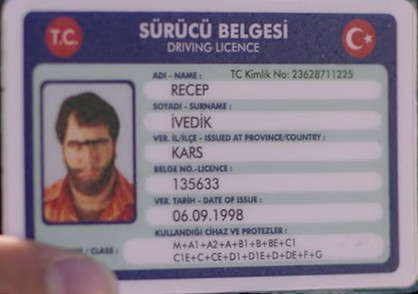 T.C.
SÜRÜCÜ BELGESİ
DRIVING LICENCE
ADI - NAME : TC Kimlik No: 23628711225
RECEP
SOYADI - SURNAME :
İVEDİK
VER. İL/İLÇE - ISSUED AT PROVINCE/COUNTRY :
KARS
BELGE NO.-LICENCE :
135633
VER. TARİH - DATE OF ISSUE :
06.09.1998
KULLANDIĞI CİHAZ VE PROTEZLER :
/ CLASS : M+A1+A2+A+B1+B+BE+C1
C1E+C+CE+D1+D1E+D+DE+F+G